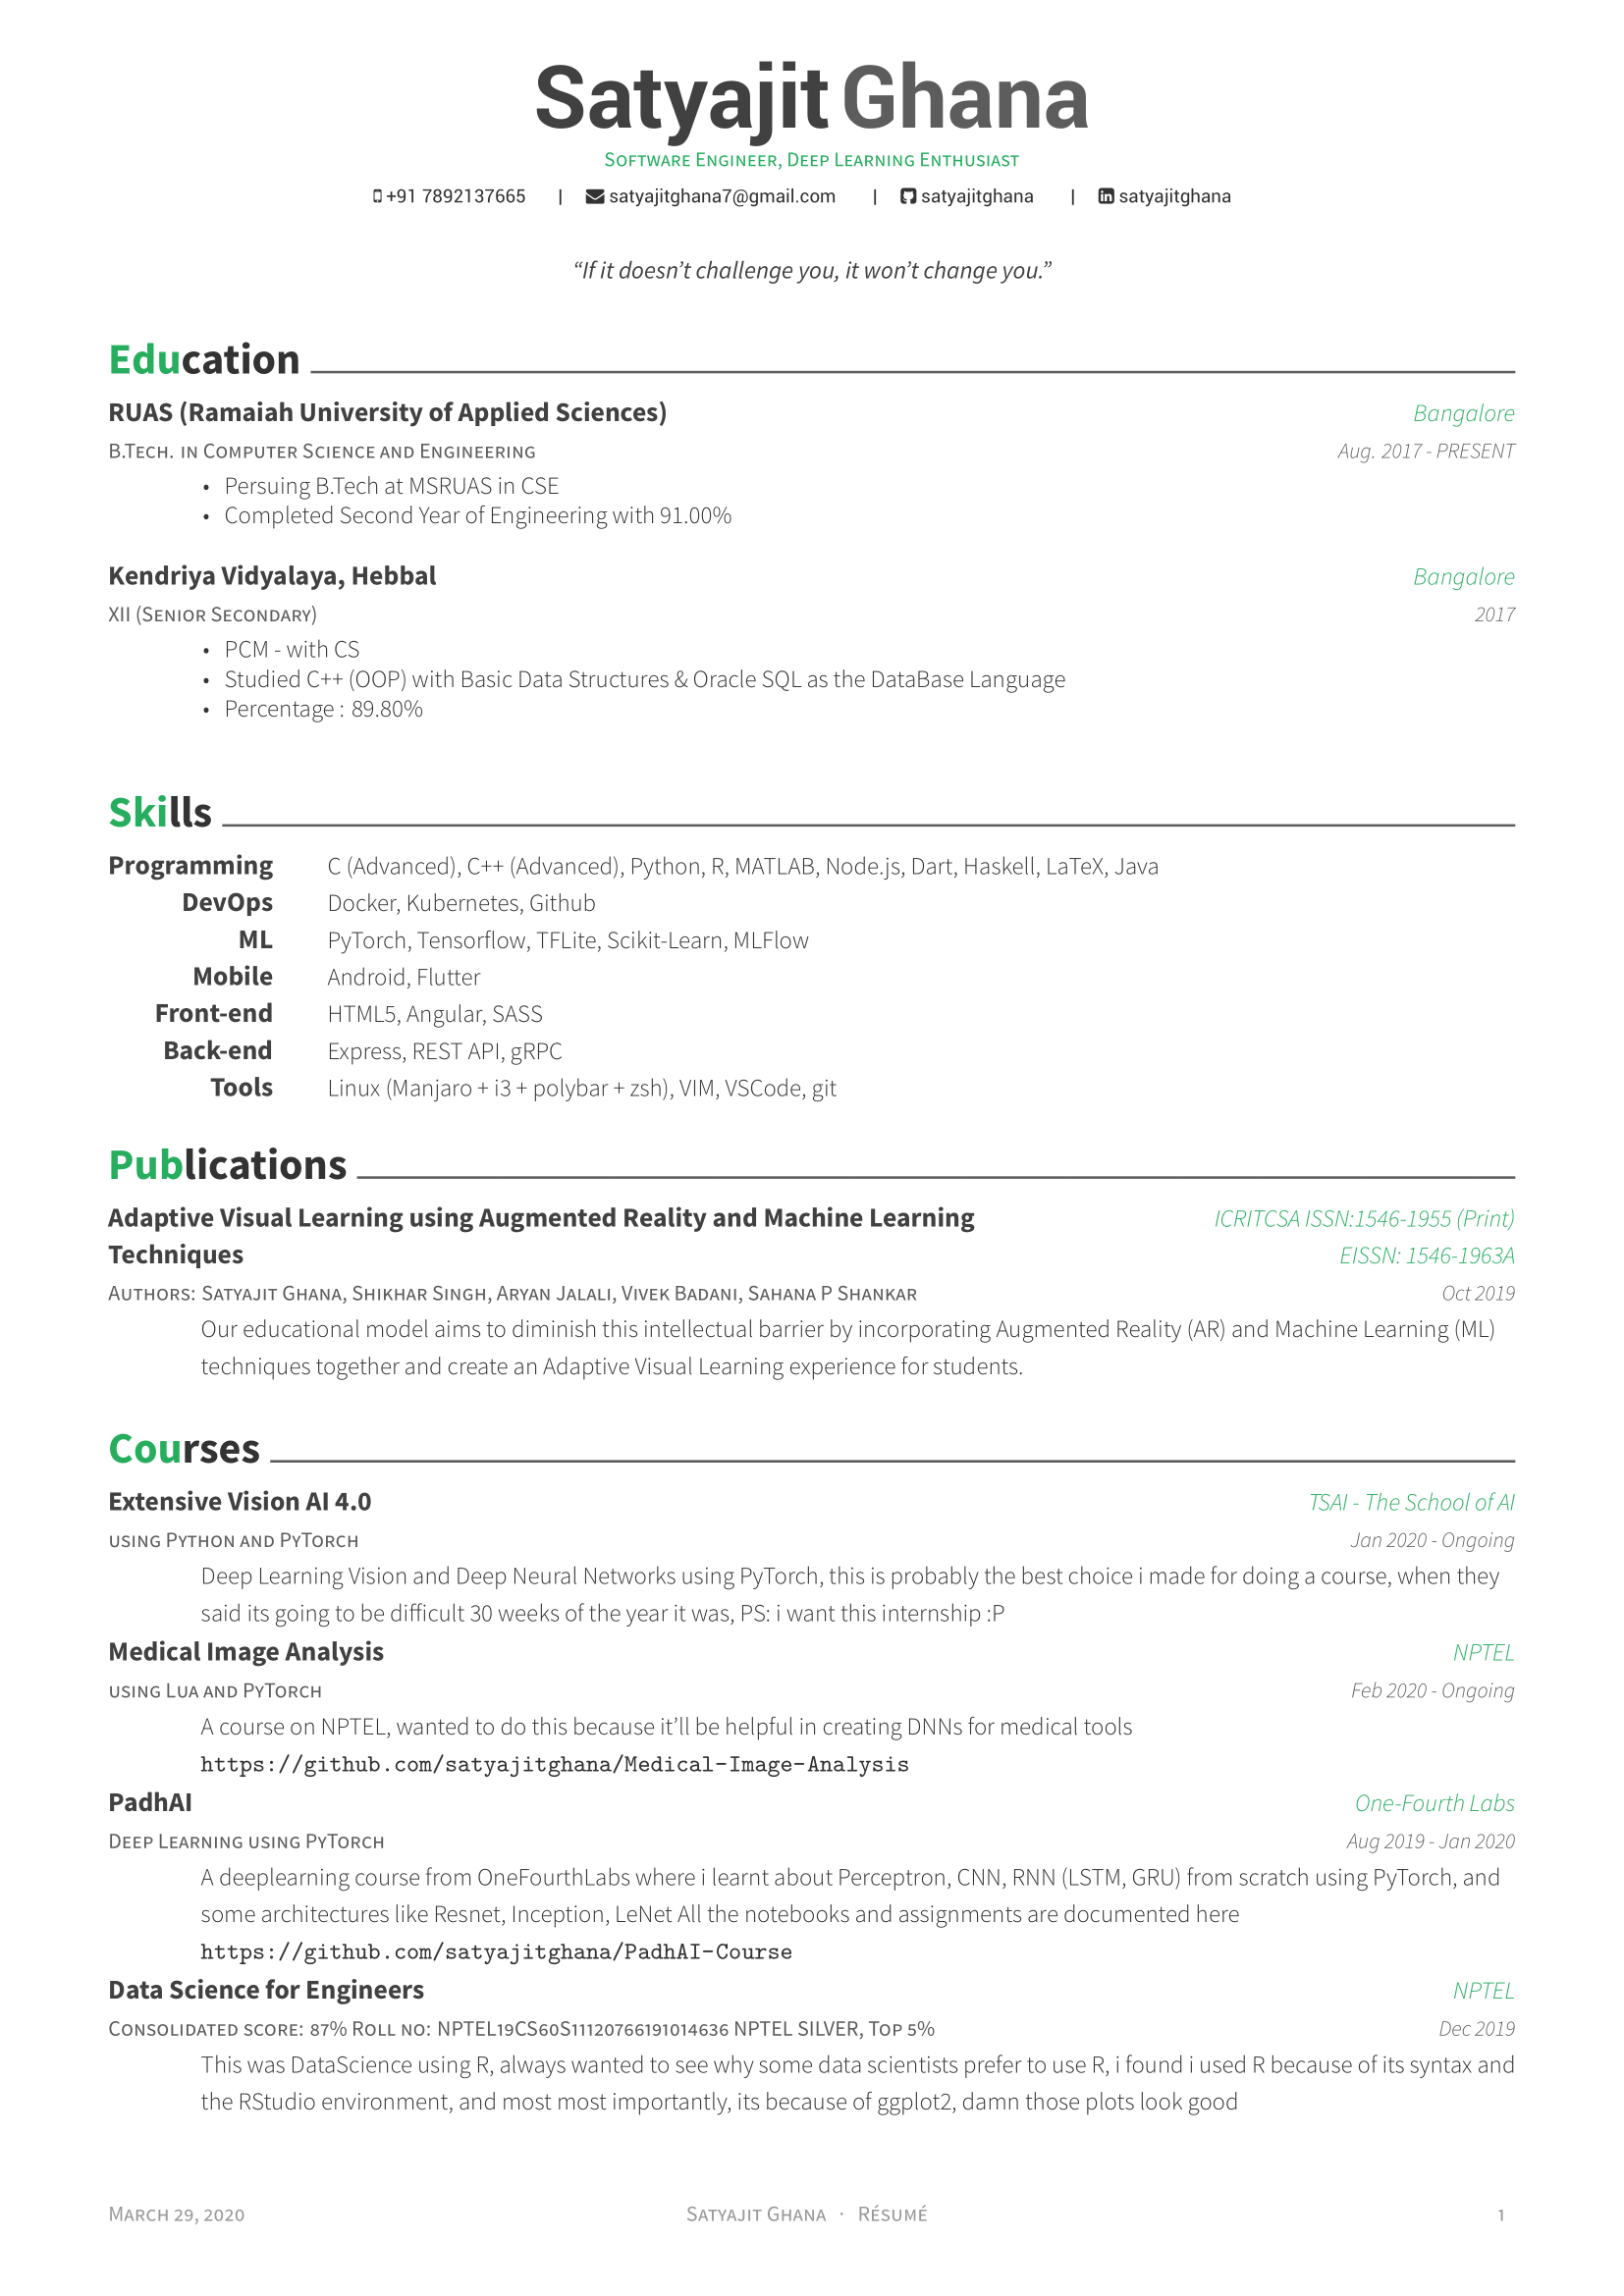 Satyajit Ghana
Software Engineer, Deep Learning Enthusiast
+91 7892137665 | satyajitghana7@gmail.com | satyajitghana | satyajitghana
“If it doesn’t challenge you, it won’t change you.”
Education
RUAS (Ramaiah University of Applied Sciences) Bangalore
B.Tech. in Computer Science and Engineering Aug. 2017 - PRESENT
• Persuing B.Tech at MSRUAS in CSE
• Completed Second Year of Engineering with 91.00%
Kendriya Vidyalaya, Hebbal Bangalore
XII (Senior Secondary) 2017
• PCM - with CS
• Studied C++ (OOP) with Basic Data Structures & Oracle SQL as the DataBase Language
• Percentage : 89.80%
Skills
Programming C (Advanced), C++ (Advanced), Python, R, MATLAB, Node.js, Dart, Haskell, LaTeX, Java
DevOps Docker, Kubernetes, Github
ML PyTorch, Tensorflow, TFLite, Scikit-Learn, MLFlow
Mobile Android, Flutter
Front-end HTML5, Angular, SASS
Back-end Express, REST API, gRPC
Tools Linux (Manjaro + i3 + polybar + zsh), VIM, VSCode, git
Publications
Adaptive Visual Learning using Augmented Reality and Machine Learning ICRITCSA ISSN:1546-1955 (Print)
Techniques EISSN: 1546-1963A
Authors: Satyajit Ghana, Shikhar Singh, Aryan Jalali, Vivek Badani, Sahana P Shankar Oct 2019
Our educational model aims to diminish this intellectual barrier by incorporating Augmented Reality (AR) and Machine Learning (ML)
techniques together and create an Adaptive Visual Learning experience for students.
Courses
Extensive Vision AI 4.0 TSAI - The School of AI
using Python and PyTorch Jan 2020 - Ongoing
Deep Learning Vision and Deep Neural Networks using PyTorch, this is probably the best choice i made for doing a course, when they
said its going to be difficult 30 weeks of the year it was, PS: i want this internship :P
Medical Image Analysis NPTEL
using Lua and PyTorch Feb 2020 - Ongoing
A course on NPTEL, wanted to do this because it’ll be helpful in creating DNNs for medical tools
https://github.com/satyajitghana/Medical-Image-Analysis
PadhAI One-Fourth Labs
Deep Learning using PyTorch Aug 2019 - Jan 2020
A deeplearning course from OneFourthLabs where i learnt about Perceptron, CNN, RNN (LSTM, GRU) from scratch using PyTorch, and
some architectures like Resnet, Inception, LeNet All the notebooks and assignments are documented here
https://github.com/satyajitghana/PadhAI-Course
Data Science for Engineers NPTEL
Consolidated score: 87% Roll no: NPTEL19CS60S11120766191014636 NPTEL SILVER, Top 5% Dec 2019
This was DataScience using R, always wanted to see why some data scientists prefer to use R, i found i used R because of its syntax and
the RStudio environment, and most most importantly, its because of ggplot2, damn those plots look good
March 29, 2020 Satyajit Ghana · Résumé 1